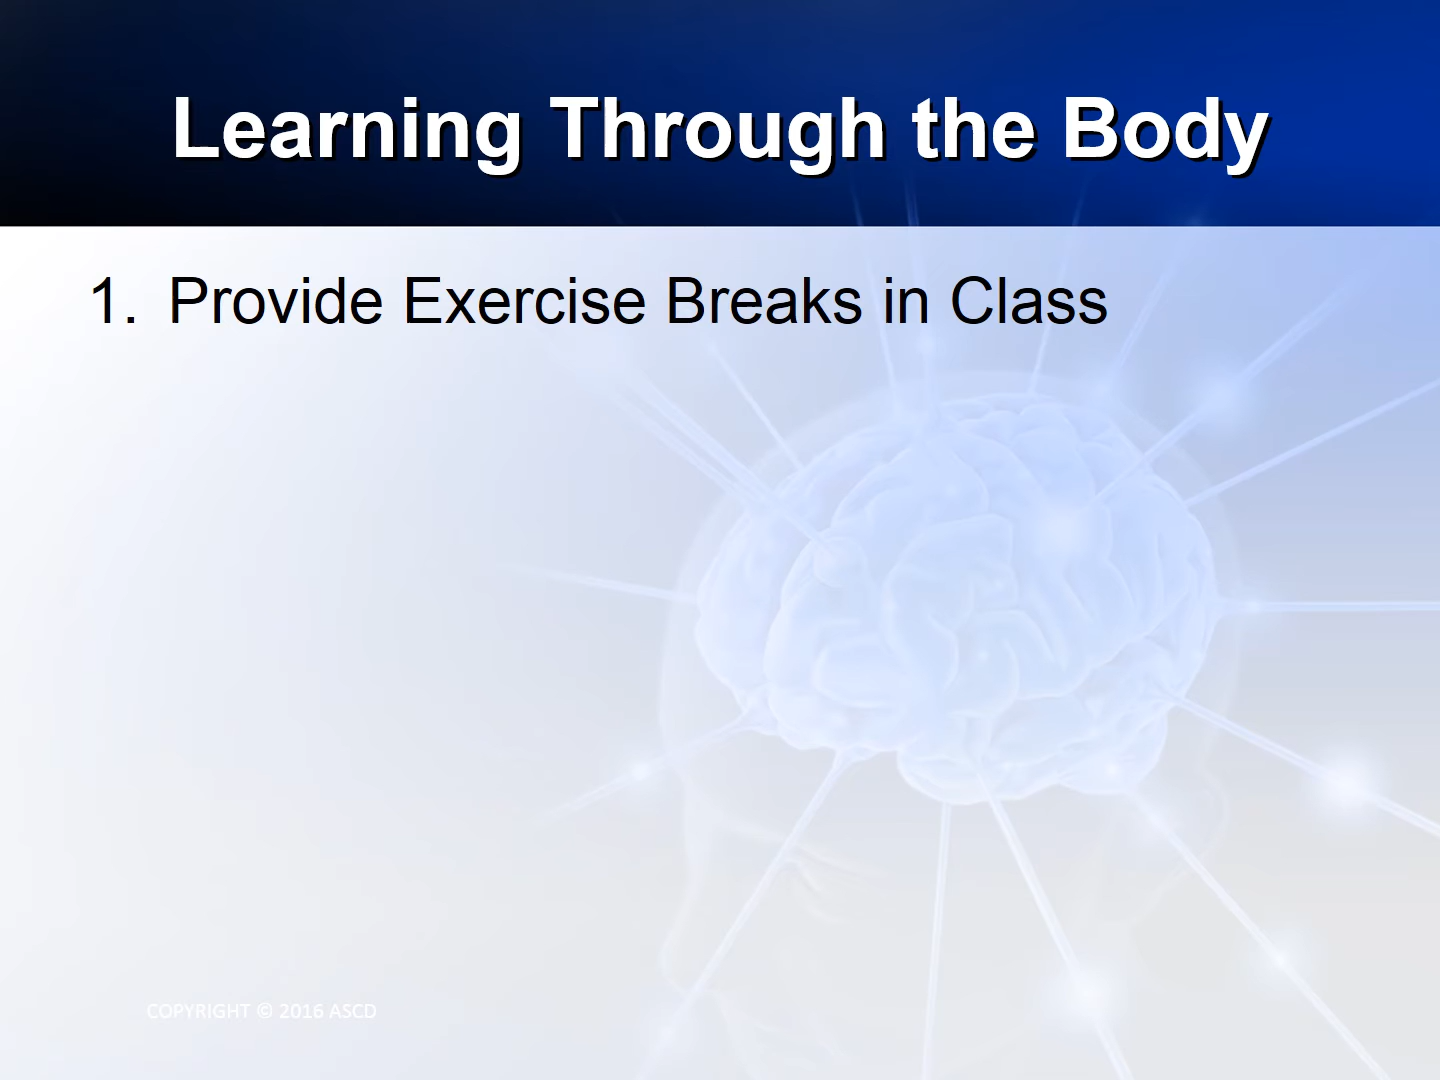 Learning Through the Body
1. Provide Exercise Breaks in Class
COPYRIGHT © 2016 ASCD